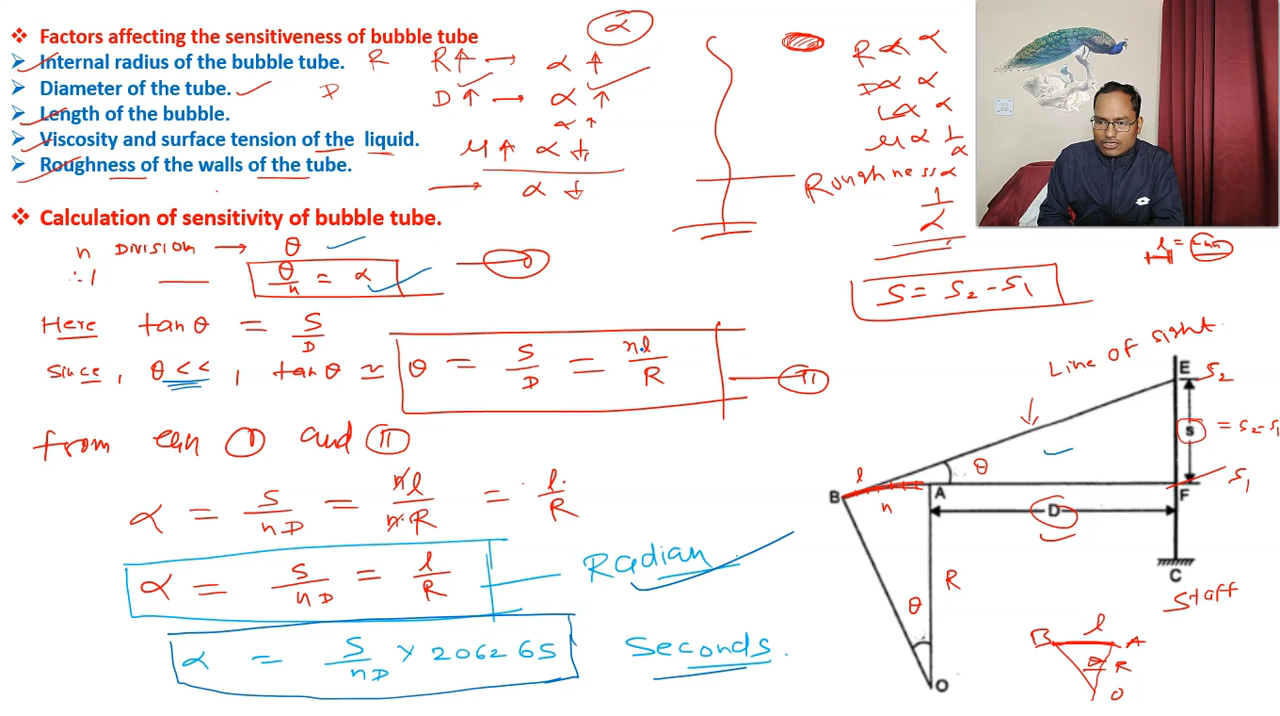 ❖ Factors affecting the sensitiveness of bubble tube
➢ Internal radius of the bubble tube. R R↑ → α ↑
➢ Diameter of the tube. D D ↑ → α ↑
➢ Length of the bubble. α ↑
➢ Viscosity and surface tension of the liquid. μ ↑ α ↓
➢ Roughness of the walls of the tube. → α ↓
α
R ∝ α
D ∝ α
L ∝ α
μ ∝ 1/α
Roughness ∝ 1/α
S = S₂ - S₁
❖ Calculation of sensitivity of bubble tube.
n DIVISION → θ
∴ 1 — θ/n = α — I
Here tan θ = S/D
Since, θ <<, tan θ ≃ θ = S/D = n.l/R — II
from eqn I and II
α = S/nD = nl/n.R = l/R
α = S/nD = l/R — Radian
α = S/nD × 206265 Seconds.
Line of sight
E S₂
S = S₂-S₁
θ
l
B A F S₁
n
D
R
C
Staff
θ
O
B l A
θ R
O